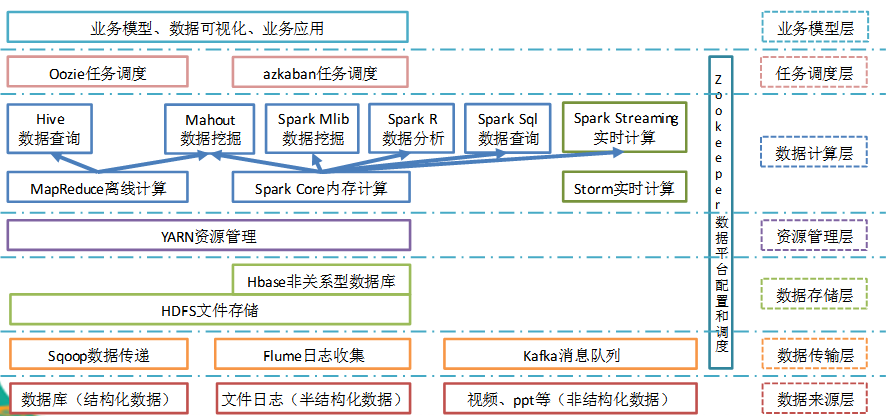 业务模型、数据可视化、业务应用
业务模型层
Oozie任务调度
azkaban任务调度
任务调度层
Hive
数据查询
Mahout
数据挖掘
Spark Mlib
数据挖掘
Spark R
数据分析
Spark Sql
数据查询
Spark Streaming
实时计算
MapReduce离线计算
Spark Core内存计算
Storm实时计算
数据计算层
Zookeeper数据平台配置和调度
YARN资源管理
资源管理层
Hbase非关系型数据库
HDFS文件存储
数据存储层
Sqoop数据传递
Flume日志收集
Kafka消息队列
数据传输层
数据库（结构化数据）
文件日志（半结构化数据）
视频、ppt等（非结构化数据）
数据来源层